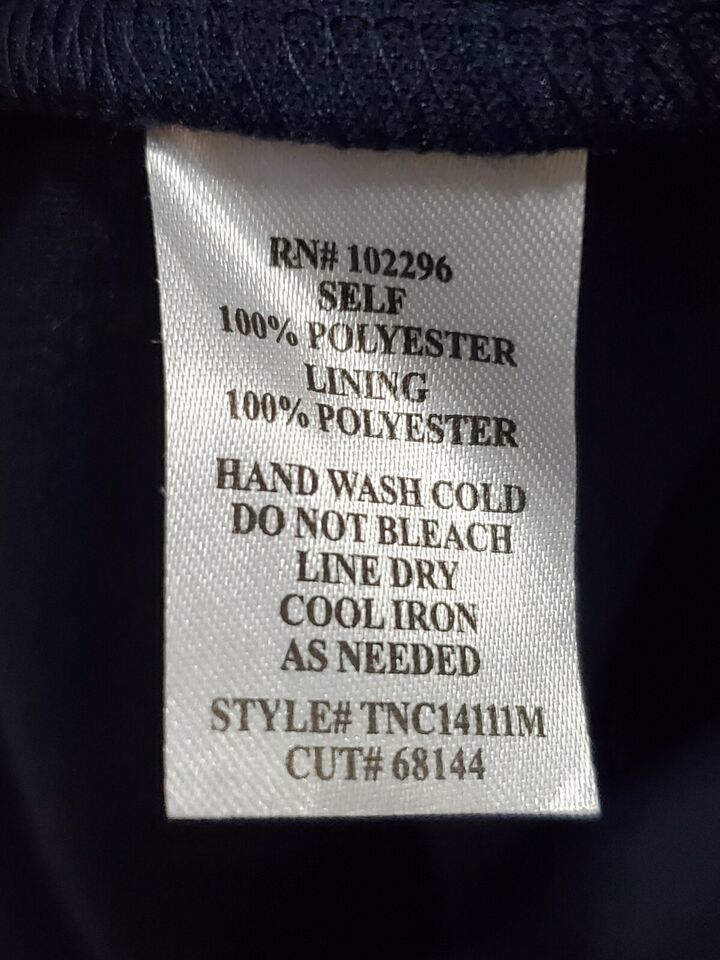 RN# 102296
SELF
100% POLYESTER
LINING
100% POLYESTER
HAND WASH COLD
DO NOT BLEACH
LINE DRY
COOL IRON
AS NEEDED
STYLE# TNC14111M
CUT# 68144